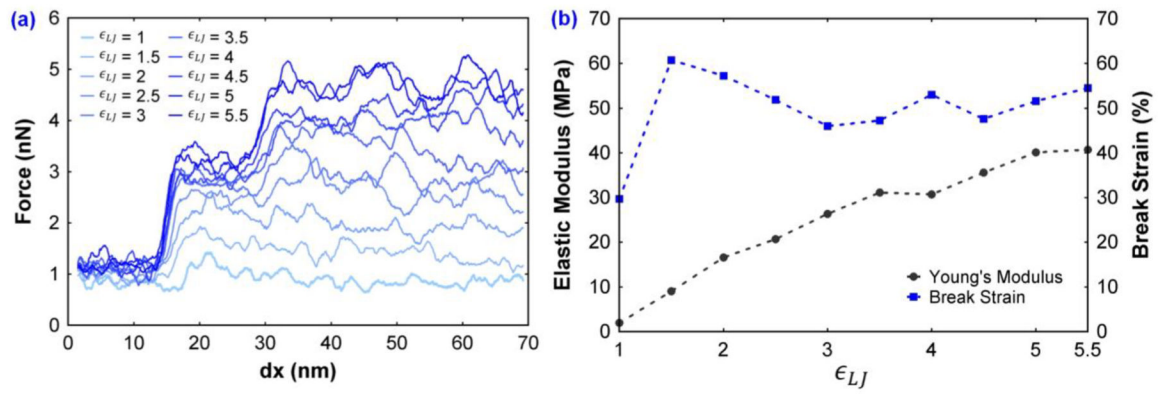 (a)
6
5
4
3
2
1
0
Force (nN)
ϵLJ = 1
ϵLJ = 1.5
ϵLJ = 2
ϵLJ = 2.5
ϵLJ = 3
ϵLJ = 3.5
ϵLJ = 4
ϵLJ = 4.5
ϵLJ = 5
ϵLJ = 5.5
0 10 20 30 40 50 60 70
dx (nm)
(b)
70
60
50
40
30
20
10
0
Elastic Modulus (MPa)
Young's Modulus
Break Strain
1 2 3 4 5 5.5
ϵLJ
70
60
50
40
30
20
10
0
Break Strain (%)